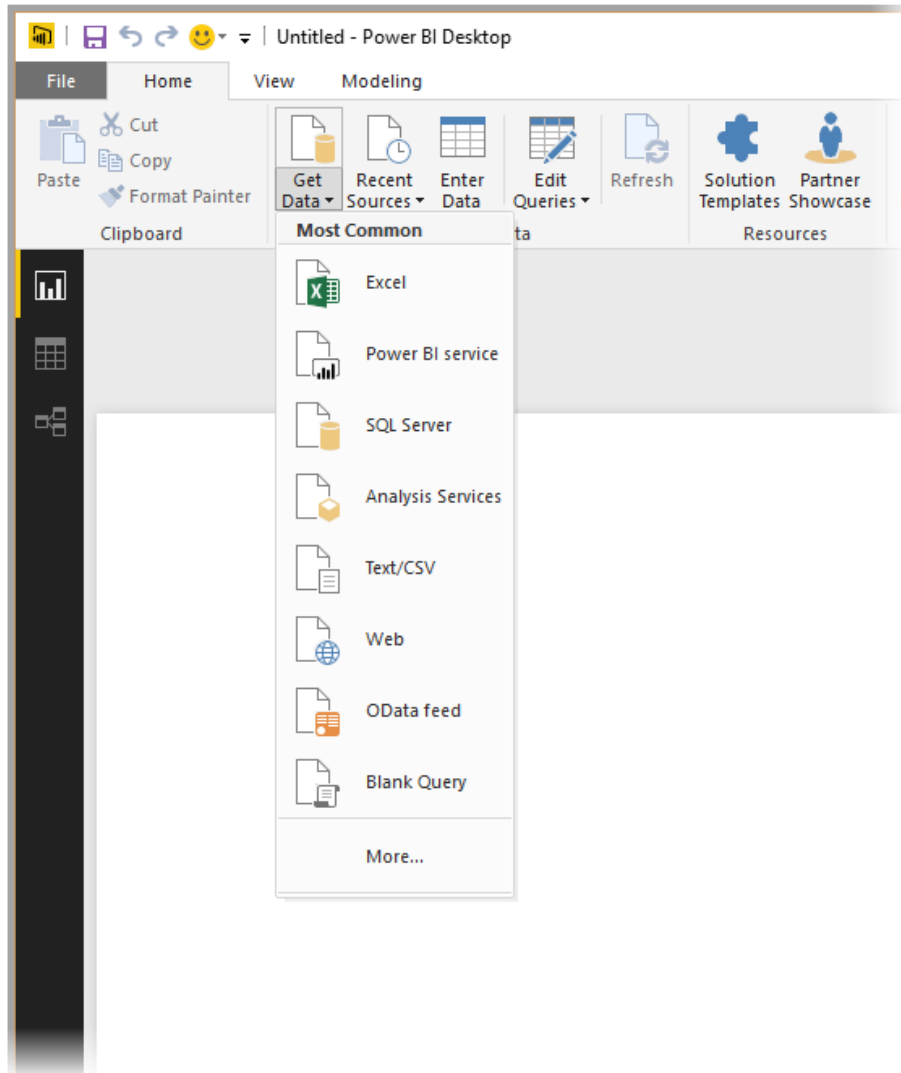 Untitled - Power BI Desktop
File Home View Modeling
Paste
Cut
Copy
Format Painter
Clipboard
Get Data
Recent Sources
Enter Data
Edit Queries
Refresh
Solution Templates
Partner Showcase
ta
Resources
Most Common
Excel
Power BI service
SQL Server
Analysis Services
Text/CSV
Web
OData feed
Blank Query
More...